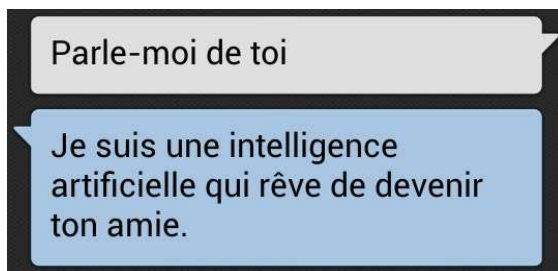 Parle-moi de toi
Je suis une intelligence
artificielle qui rêve de devenir
ton amie.